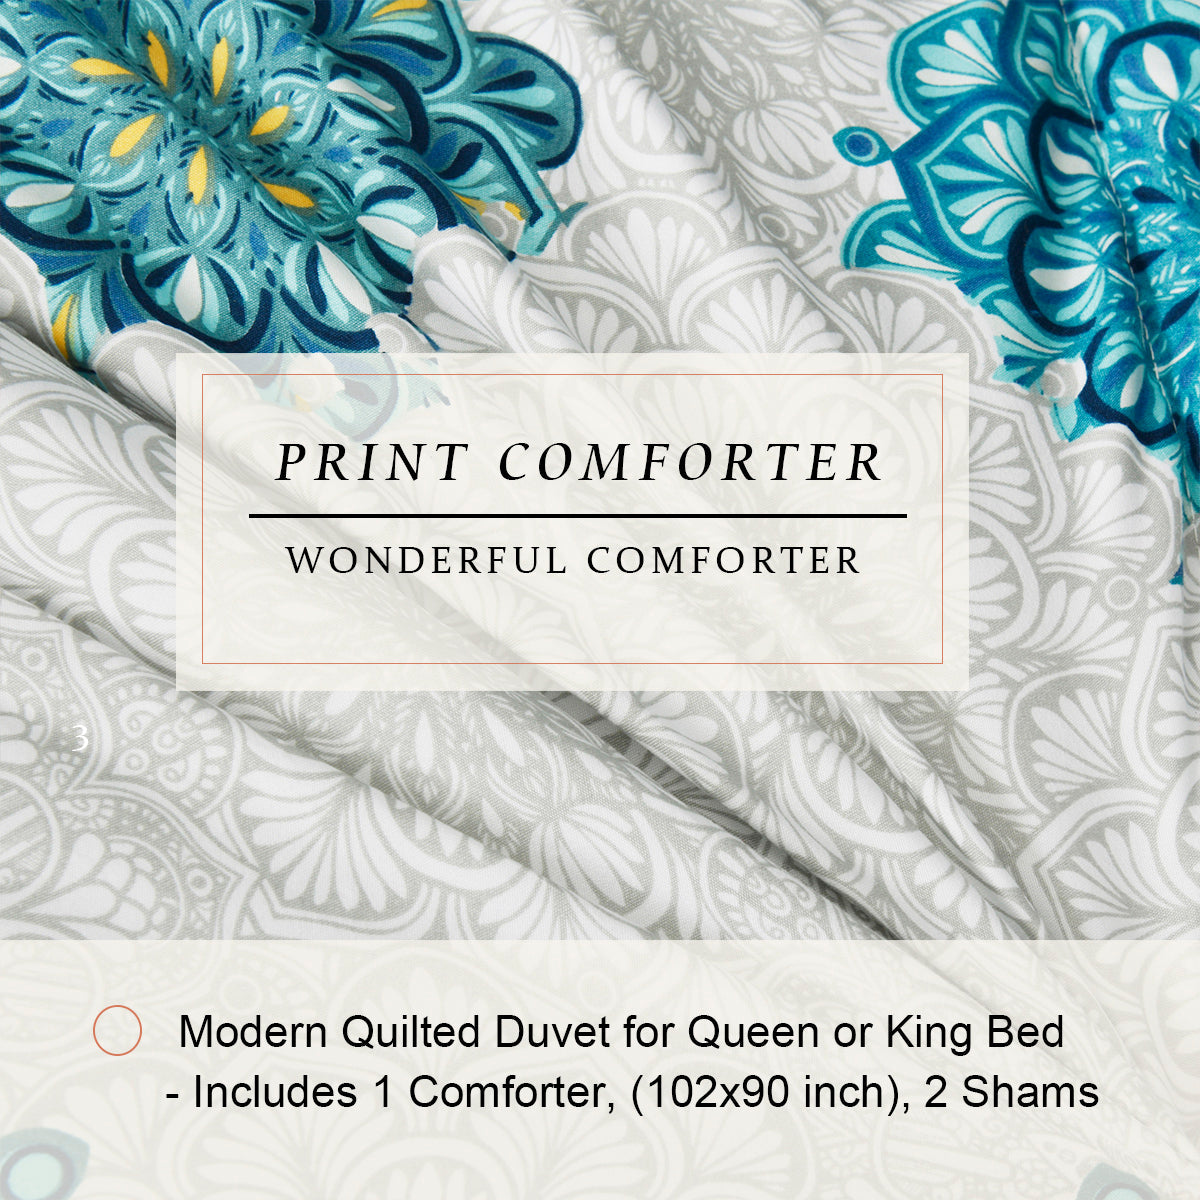 PRINT COMFORTER
WONDERFUL COMFORTER
3
Modern Quilted Duvet for Queen or King Bed
- Includes 1 Comforter, (102x90 inch), 2 Shams